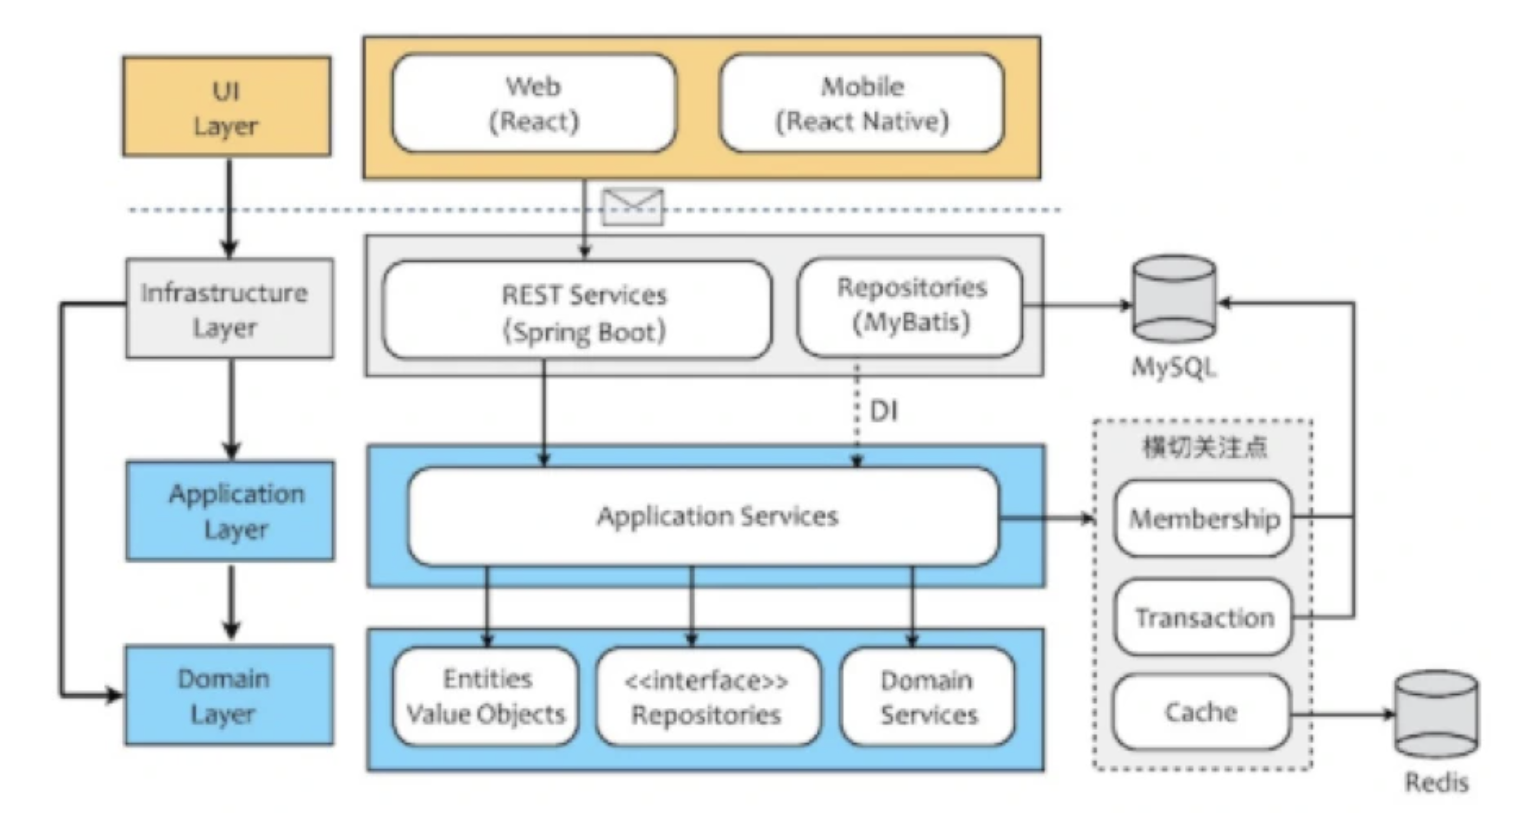 UI
Layer
Web
(React)
Mobile
(React Native)
Infrastructure
Layer
REST Services
(Spring Boot)
Repositories
(MyBatis)
MySQL
DI
Application
Layer
Application Services
横切关注点
Membership
Transaction
Cache
Domain
Layer
Entities
Value Objects
<<interface>>
Repositories
Domain
Services
Redis